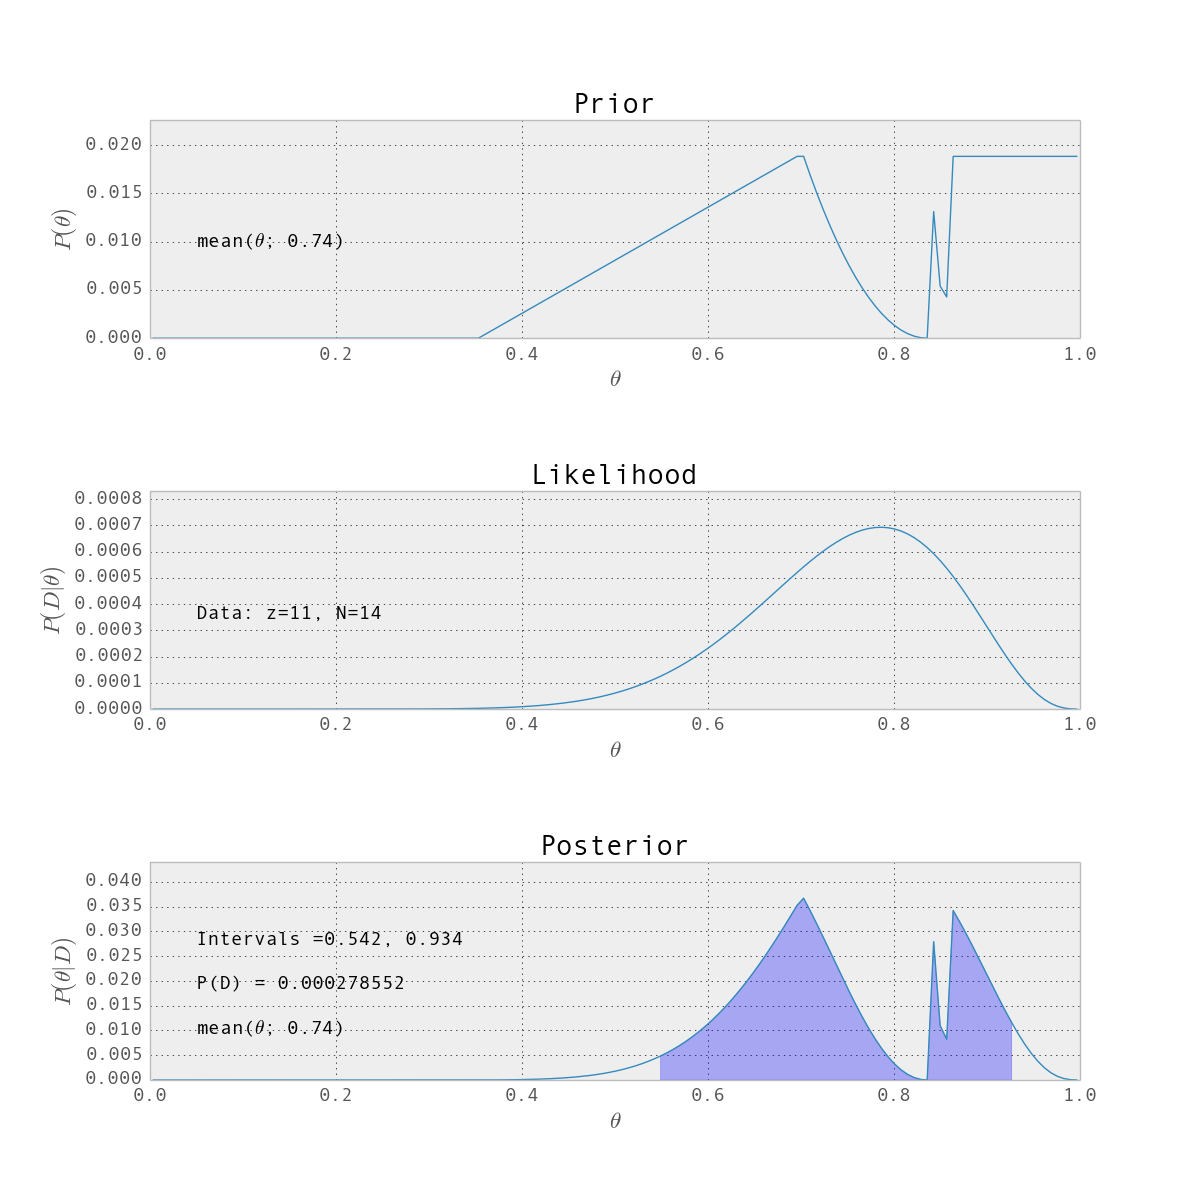 Prior
0.020
0.015
P(θ)
0.010
mean(θ; 0.74)
0.005
0.000
0.0 0.2 0.4 0.6 0.8 1.0
θ
Likelihood
0.0008
0.0007
0.0006
0.0005
P(D|θ)
0.0004
Data: z=11, N=14
0.0003
0.0002
0.0001
0.0000
0.0 0.2 0.4 0.6 0.8 1.0
θ
Posterior
0.040
0.035
0.030
Intervals =0.542, 0.934
0.025
P(θ|D)
0.020
P(D) = 0.000278552
0.015
0.010
mean(θ; 0.74)
0.005
0.000
0.0 0.2 0.4 0.6 0.8 1.0
θ